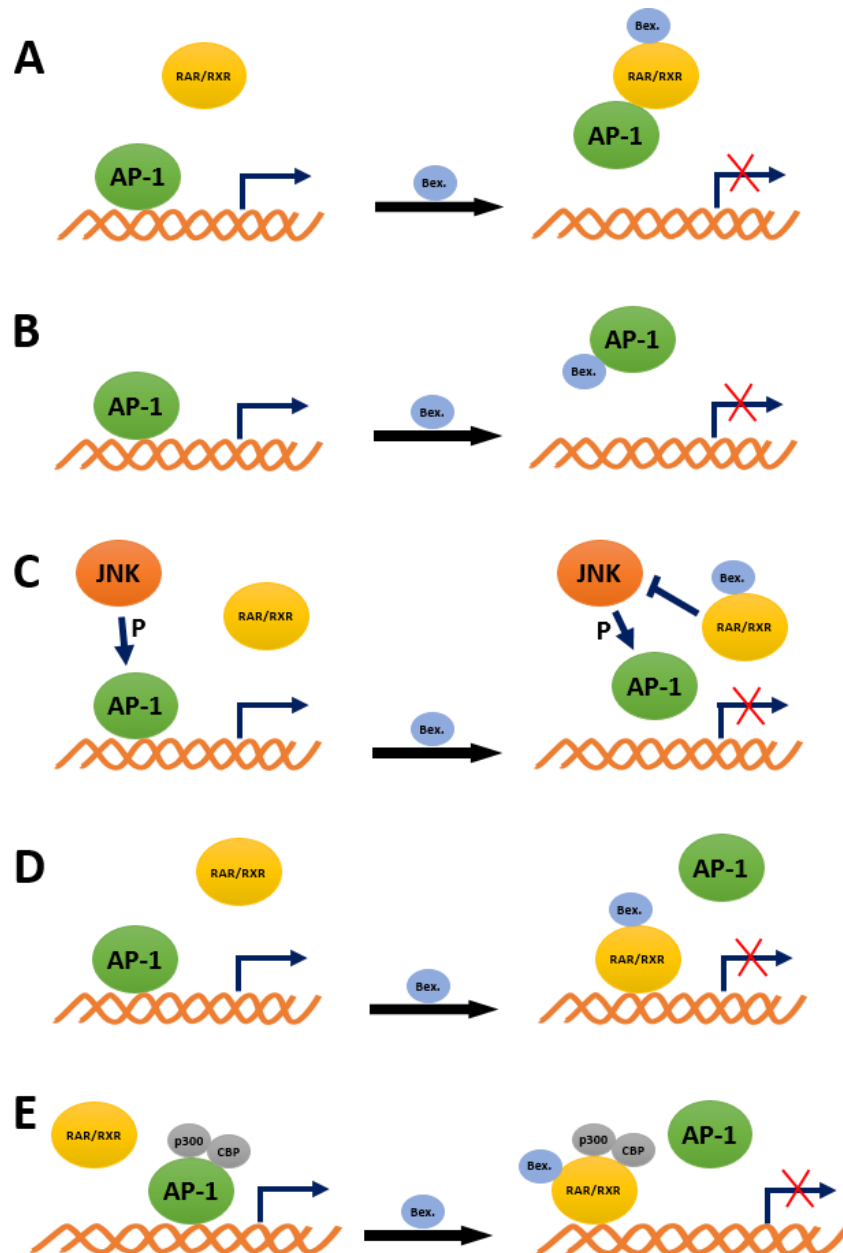 A
RAR/RXR
AP-1
Bex.
Bex.
RAR/RXR
AP-1
B
AP-1
Bex.
AP-1
Bex.
C
JNK
P
RAR/RXR
AP-1
Bex.
JNK
P
Bex.
RAR/RXR
AP-1
D
RAR/RXR
AP-1
Bex.
AP-1
Bex.
RAR/RXR
E
RAR/RXR
p300
CBP
AP-1
Bex.
p300
CBP
Bex.
RAR/RXR
AP-1